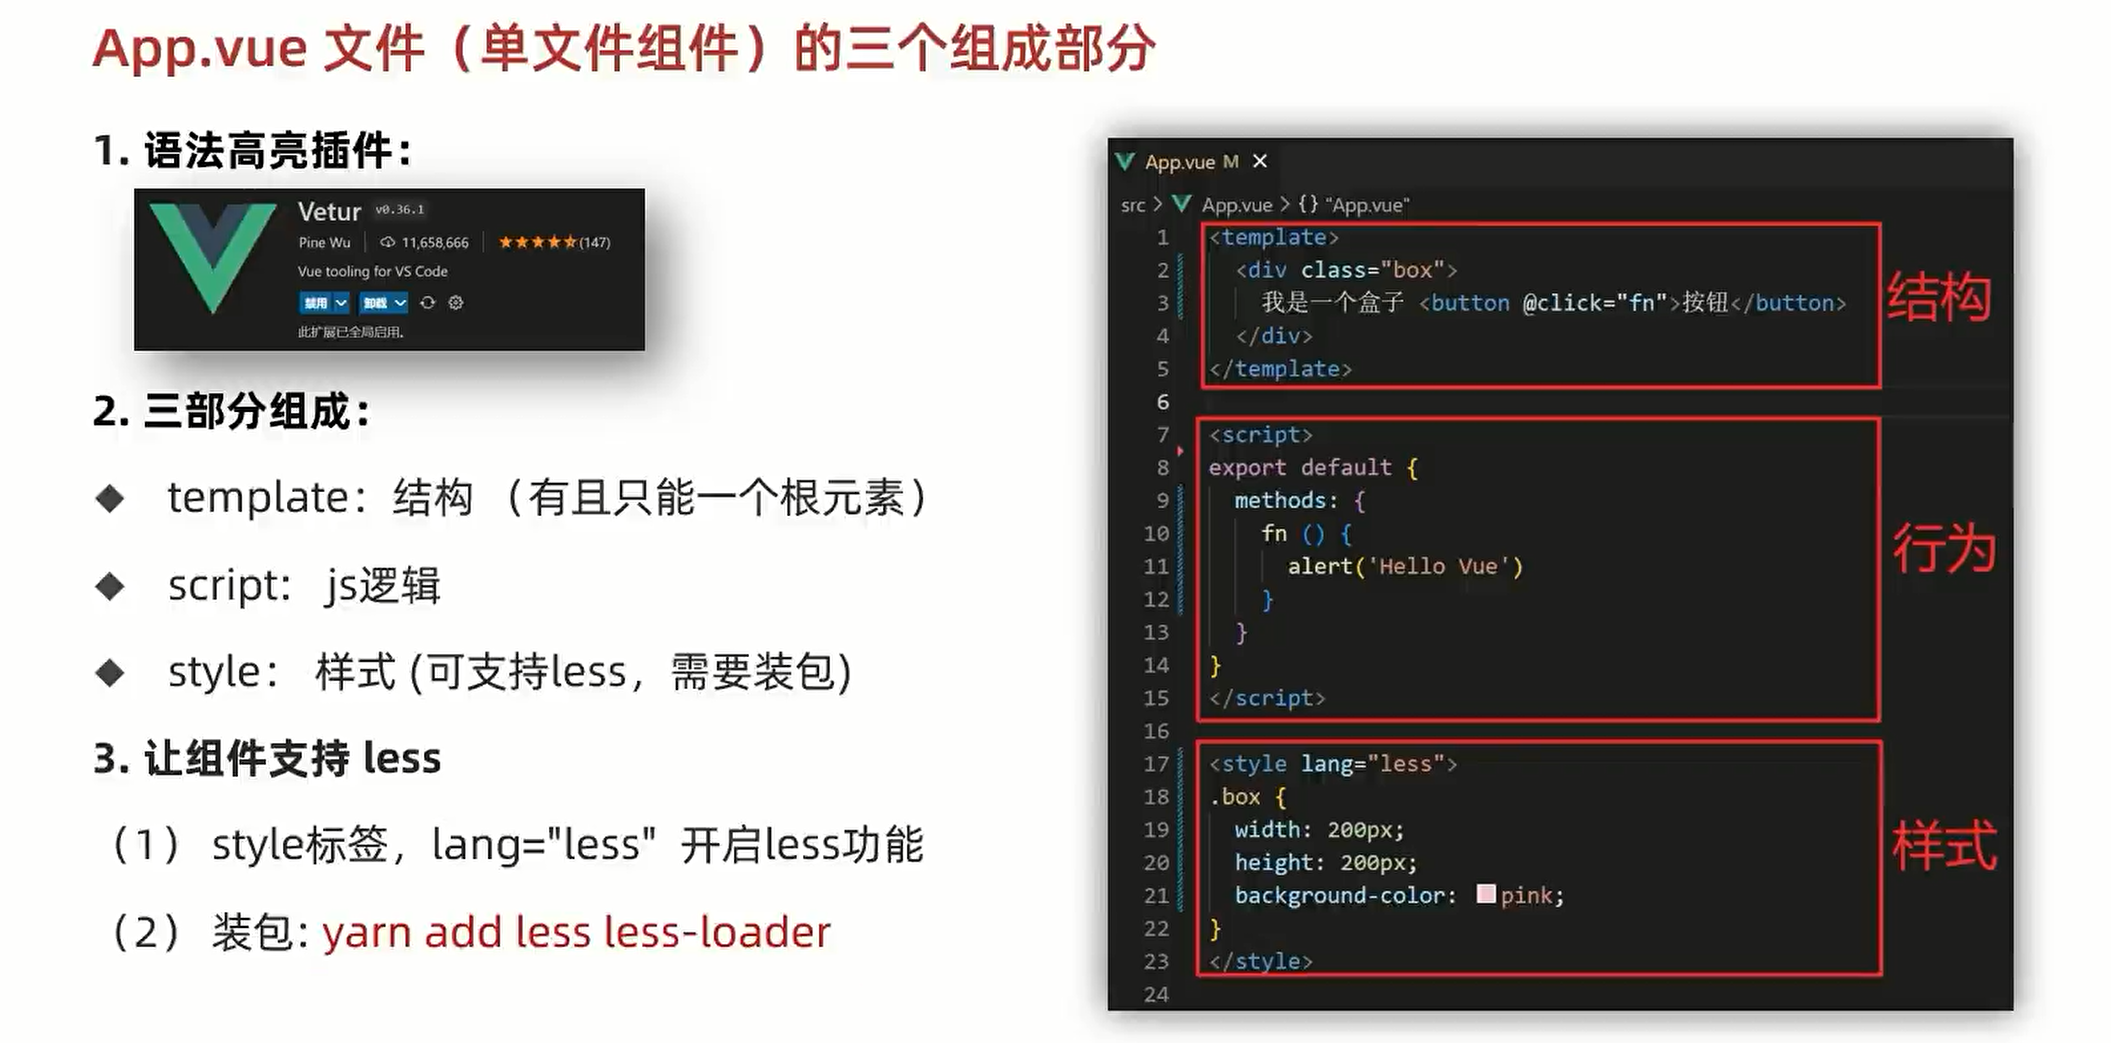 App.vue 文件（单文件组件）的三个组成部分
1. 语法高亮插件：
Vetur v0.36.1
Pine Wu 11,658,666 (147)
Vue tooling for VS Code
禁用 卸载
此扩展已全局启用。
2. 三部分组成：
◆ template：结构 （有且只能一个根元素）
◆ script： js逻辑
◆ style： 样式 (可支持less，需要装包)
3. 让组件支持 less
（1） style标签，lang="less" 开启less功能
（2） 装包: yarn add less less-loader
App.vue M ✕
src > App.vue > {} "App.vue"
1 <template>
2 <div class="box">
3 我是一个盒子 <button @click="fn">按钮</button>
4 </div>
5 </template>
6
7 <script>
8 export default {
9 methods: {
10 fn () {
11 alert('Hello Vue')
12 }
13 }
14 }
15 </script>
16
17 <style lang="less">
18 .box {
19 width: 200px;
20 height: 200px;
21 background-color: pink;
22 }
23 </style>
24
结构
行为
样式